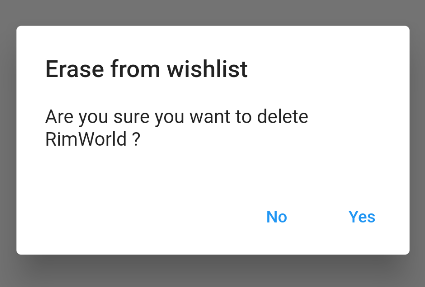 Erase from wishlist
Are you sure you want to delete
RimWorld ?
No
Yes